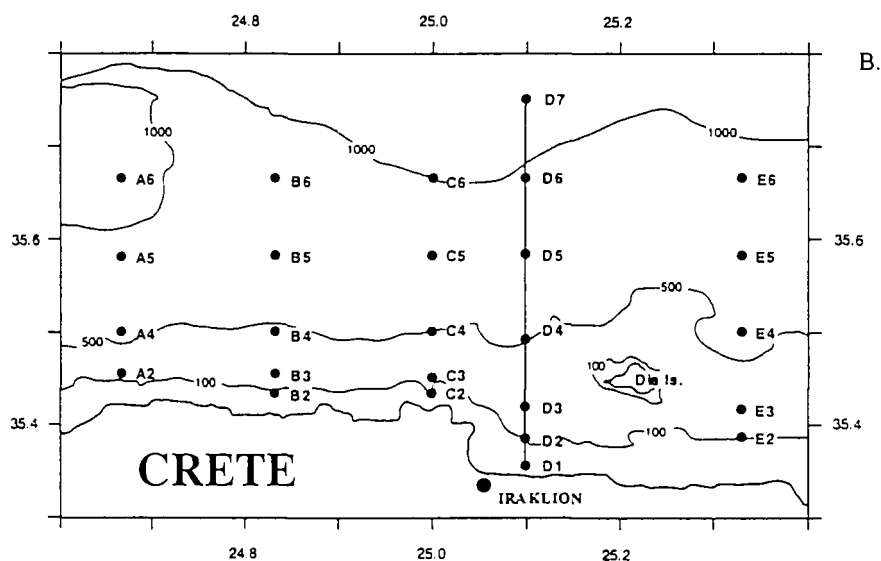 24.8 25.0 25.2
B.
D7
1000
1000 1000
A6 B6 C6 D6 E6
35.6 35.6
A5 B5 C5 D5 E5
500
A4 B4 C4 D4 E4
500
100
A2 B3 C3 Dia Is.
100 B2 C2 D3 E3
35.4 D2 100 E2 35.4
CRETE D1
IRAKLION
24.8 25.0 25.2